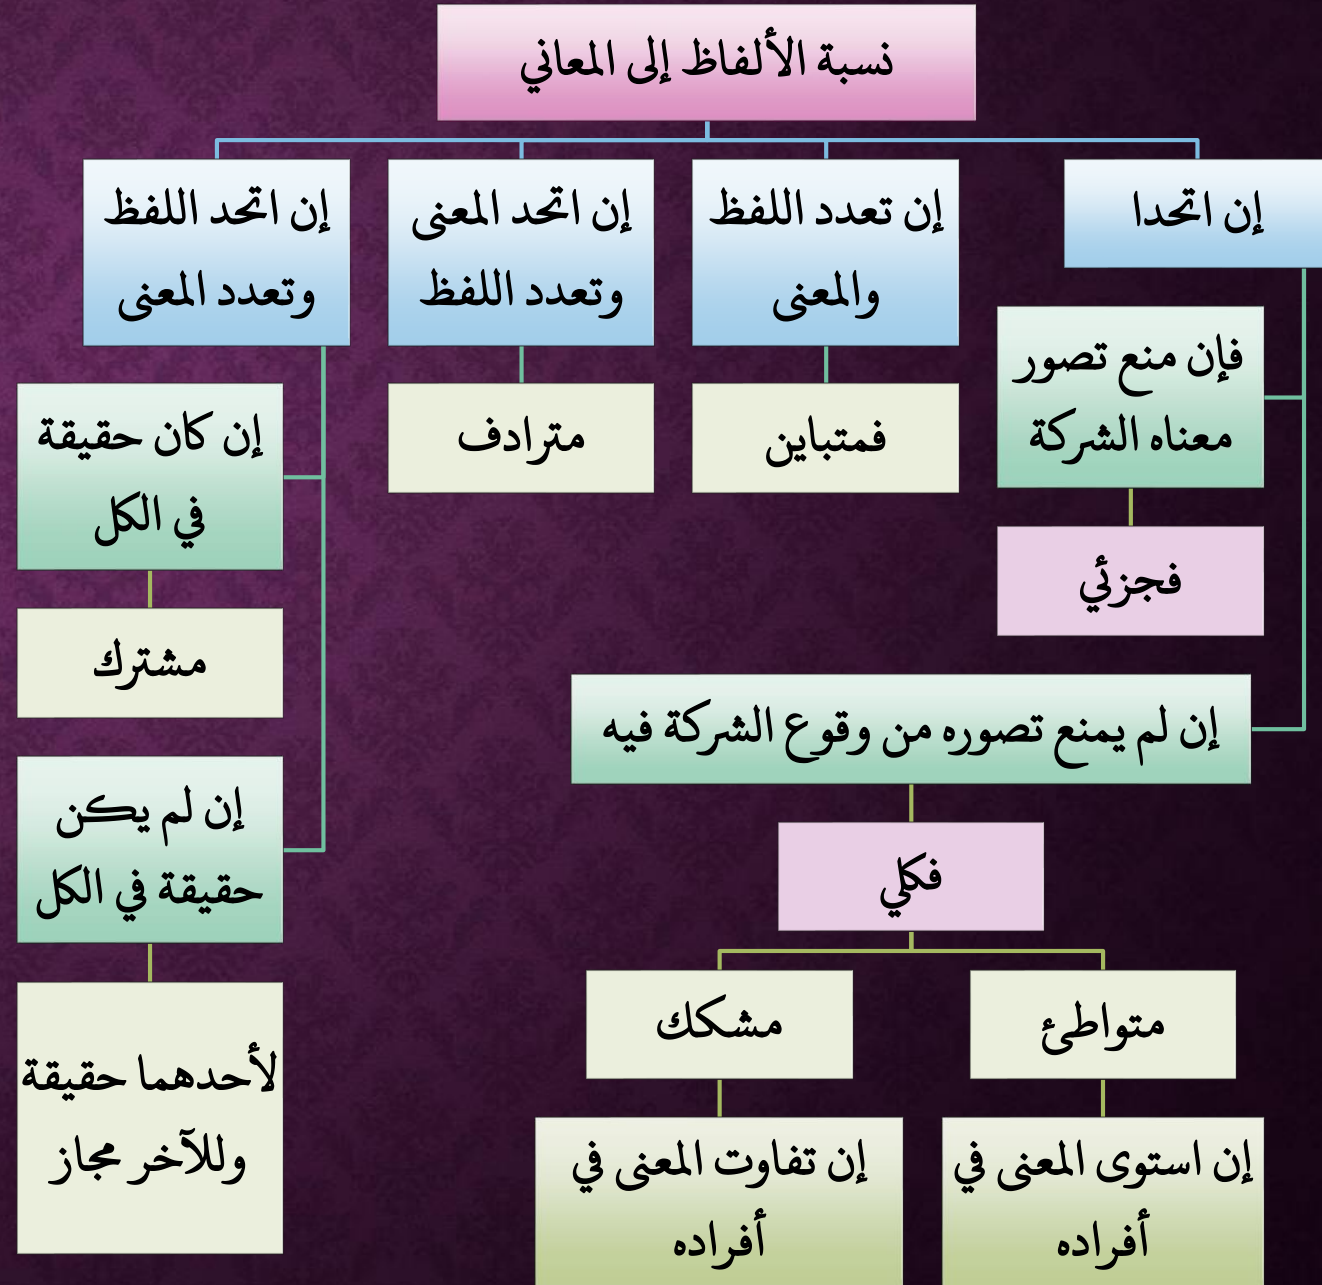 نسبة الألفاظ إلى المعاني
إن اتحدا
إن تعدد اللفظ
والمعنى
إن اتحد المعنى
وتعدد اللفظ
إن اتحد اللفظ
وتعدد المعنى
فإن منع تصور
معناه الشركة
فجزئي
فمتباين
مترادف
إن كان حقيقة
في الكل
مشترك
إن لم يمنع تصوره من وقوع الشركة فيه
فكلي
إن لم يكن
حقيقة في الكل
متواطئ
مشكك
لأحدهما حقيقة
وللآخر مجاز
إن استوى المعنى في
أفراده
إن تفاوت المعنى في
أفراده